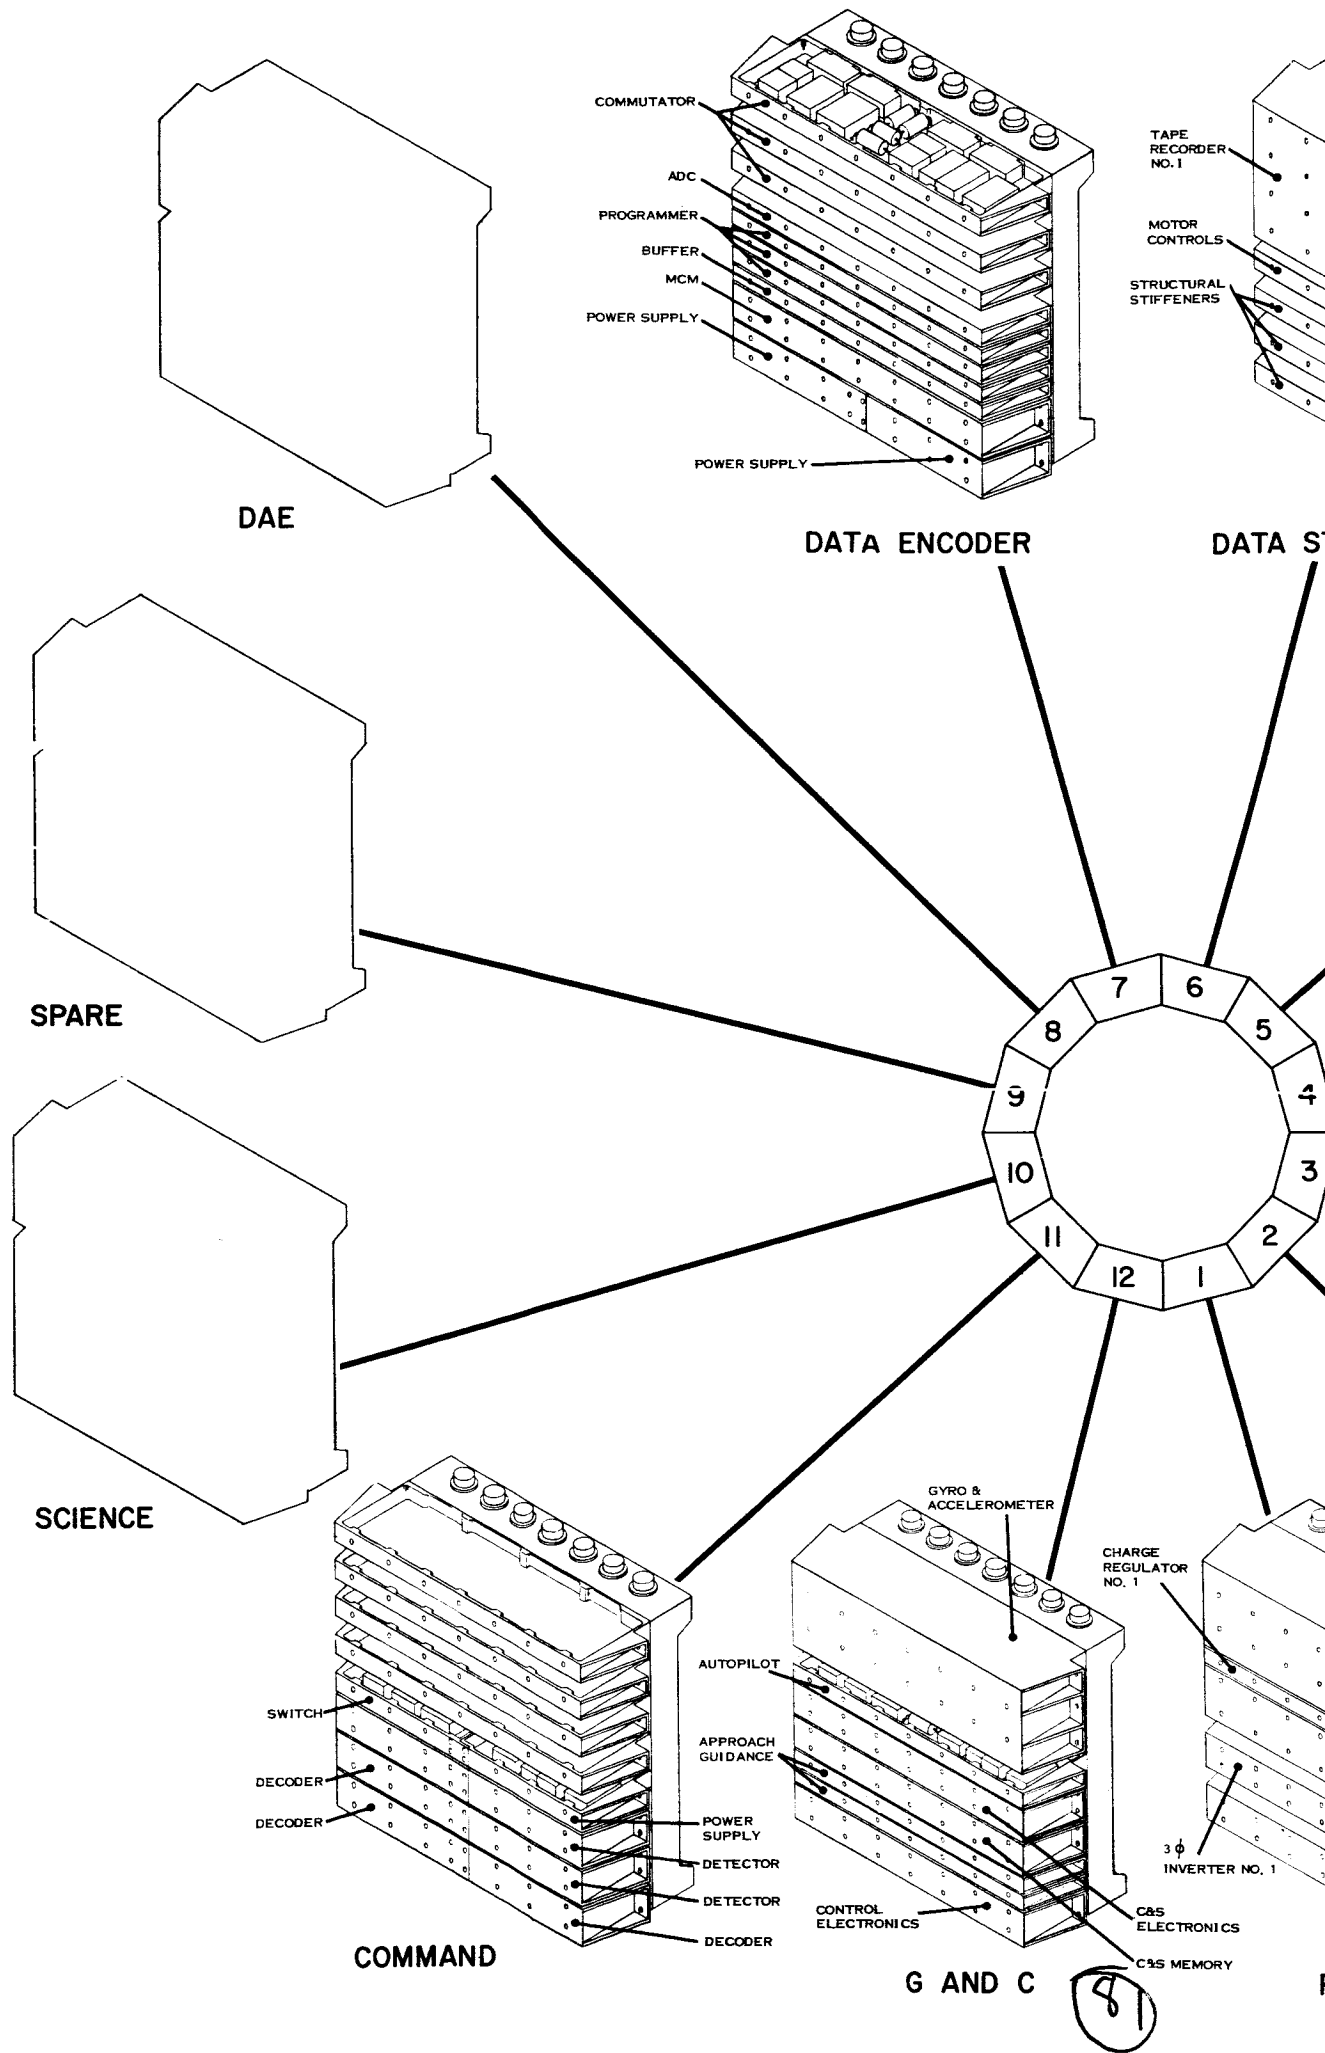 COMMUTATOR
ADC
PROGRAMMER
BUFFER
MCM
POWER SUPPLY
POWER SUPPLY
DATA ENCODER
TAPE
RECORDER
NO. 1
MOTOR
CONTROLS
STRUCTURAL
STIFFENERS
DATA ST
DAE
SPARE
SCIENCE
7
6
8
5
9
4
10
3
11
2
12
1
SWITCH
DECODER
DECODER
POWER
SUPPLY
DETECTOR
DETECTOR
DECODER
COMMAND
GYRO &
ACCELEROMETER
AUTOPILOT
APPROACH
GUIDANCE
CONTROL
ELECTRONICS
C&S
ELECTRONICS
C&S MEMORY
G AND C
CHARGE
REGULATOR
NO. 1
3 ϕ
INVERTER NO. 1
81